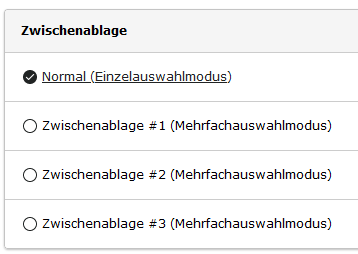 Zwischenablage
Normal (Einzelauswahlmodus)
Zwischenablage #1 (Mehrfachauswahlmodus)
Zwischenablage #2 (Mehrfachauswahlmodus)
Zwischenablage #3 (Mehrfachauswahlmodus)